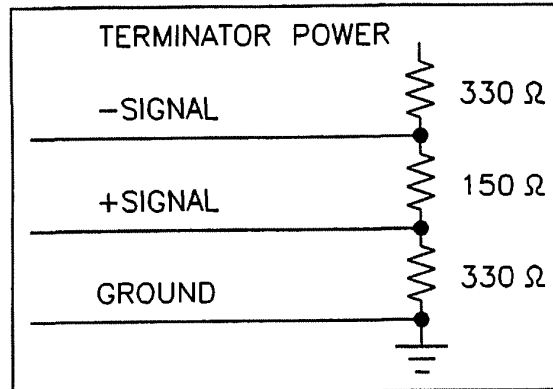 TERMINATOR POWER
330 Ω
-SIGNAL
150 Ω
+SIGNAL
330 Ω
GROUND